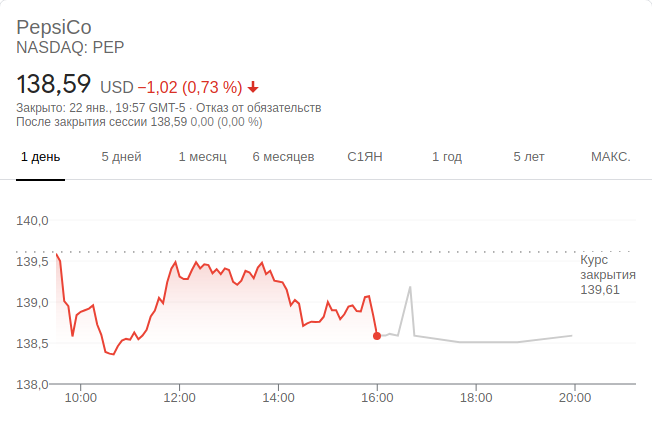 PepsiCo
NASDAQ: PEP
138,59 USD −1,02 (0,73 %)
Закрыто: 22 янв., 19:57 GMT-5 · Отказ от обязательств
После закрытия сессии 138,59 0,00 (0,00 %)
1 день 5 дней 1 месяц 6 месяцев С1ЯН 1 год 5 лет МАКС.
140,0
139,5
139,0
138,5
138,0
Курс
закрытия
139,61
10:00 12:00 14:00 16:00 18:00 20:00